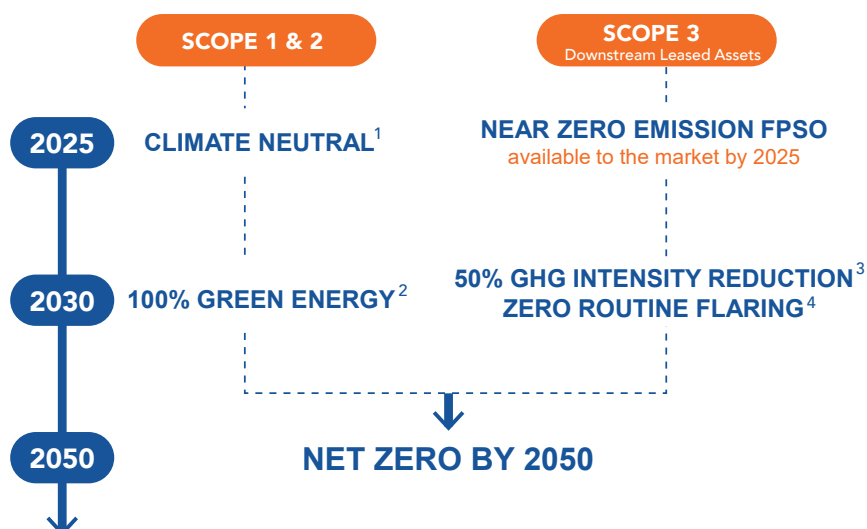 SCOPE 1 & 2
SCOPE 3
Downstream Leased Assets
2025
CLIMATE NEUTRAL1
NEAR ZERO EMISSION FPSO
available to the market by 2025
2030
100% GREEN ENERGY2
50% GHG INTENSITY REDUCTION3
ZERO ROUTINE FLARING4
2050
NET ZERO BY 2050